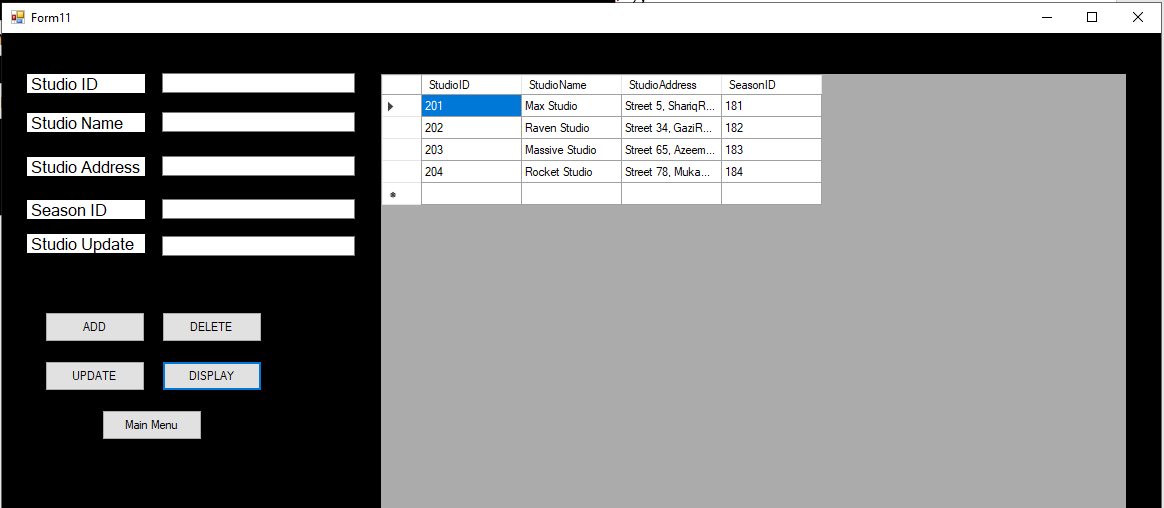 Form11
Studio ID
Studio Name
Studio Address
Season ID
Studio Update
ADD DELETE
UPDATE DISPLAY
Main Menu
StudioID StudioName StudioAddress SeasonID
201 Max Studio Street 5, ShariqR... 181
202 Raven Studio Street 34, GaziR... 182
203 Massive Studio Street 65, Azeem... 183
204 Rocket Studio Street 78, Muka... 184